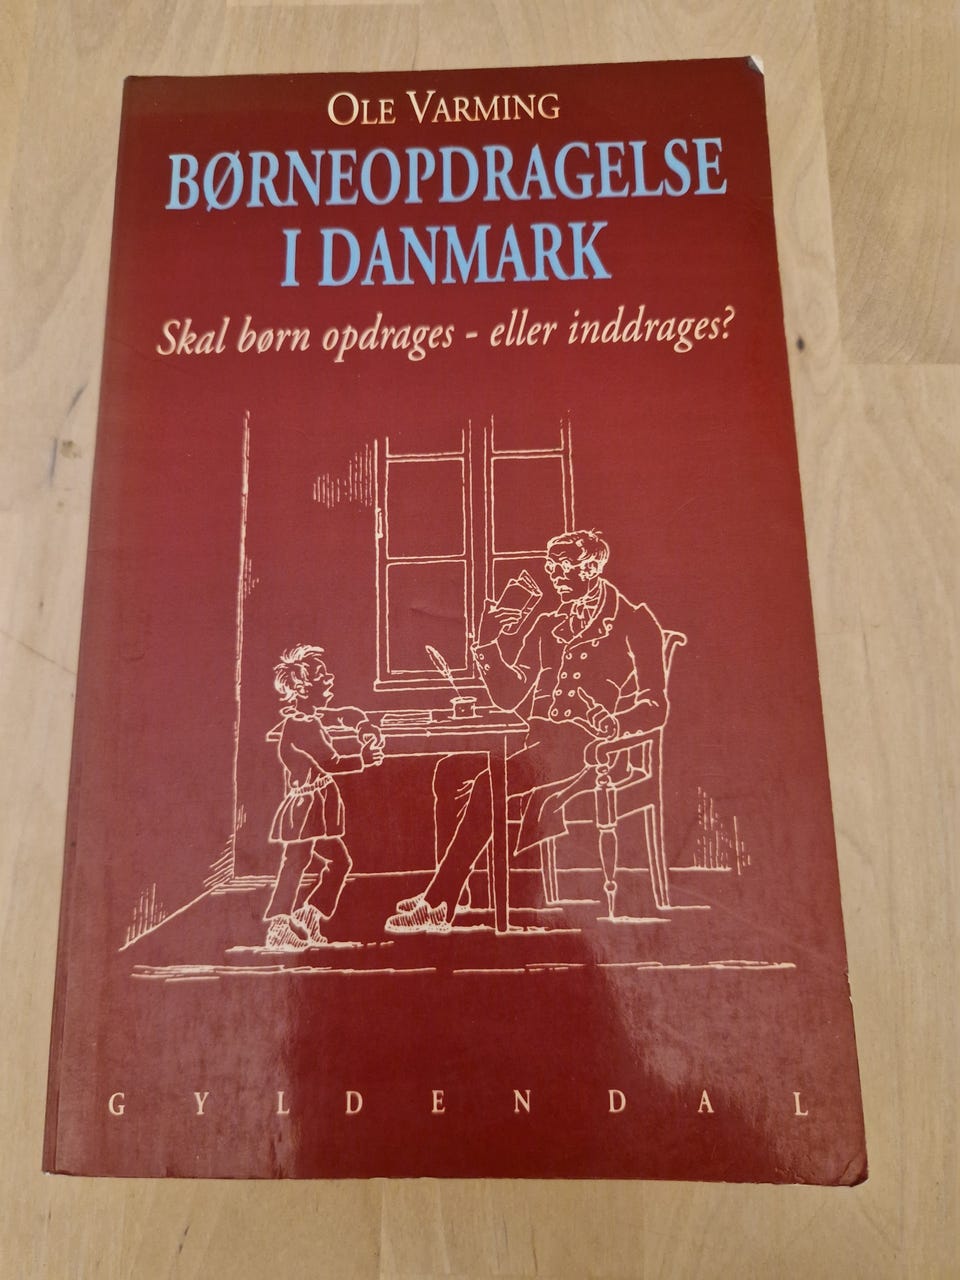 OLE VARMING
BØRNEOPDRAGELSE
I DANMARK
Skal børn opdrages - eller inddrages?
GYLDENDAL